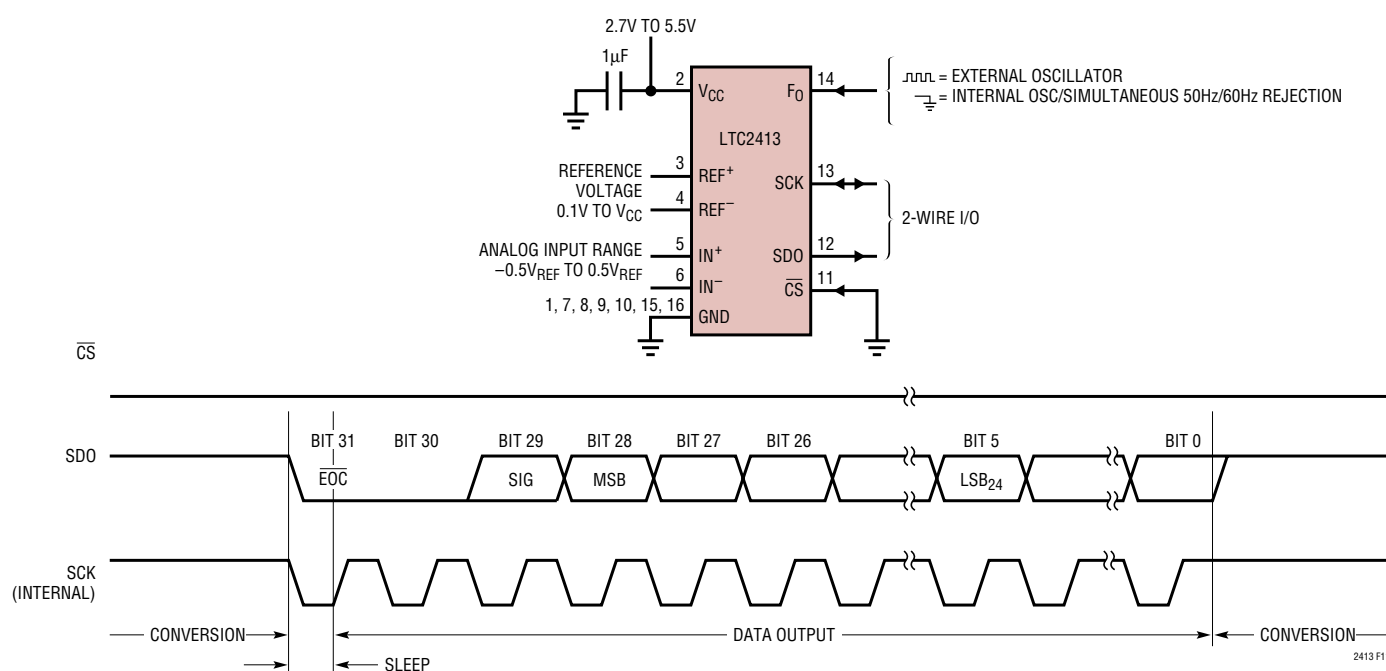 2.7V TO 5.5V
1µF
2
VCC
FO
14
= EXTERNAL OSCILLATOR
= INTERNAL OSC/SIMULTANEOUS 50Hz/60Hz REJECTION
LTC2413
REFERENCE
VOLTAGE
0.1V TO VCC
3
REF+
4
REF–
SCK
13
2-WIRE I/O
ANALOG INPUT RANGE
–0.5VREF TO 0.5VREF
5
IN+
6
IN–
SDO
12
CS
11
1, 7, 8, 9, 10, 15, 16
GND
CS
BIT 31 BIT 30 BIT 29 BIT 28 BIT 27 BIT 26 BIT 5 BIT 0
SDO
EOC SIG MSB LSB24
SCK
(INTERNAL)
CONVERSION DATA OUTPUT CONVERSION
SLEEP
2413 F1